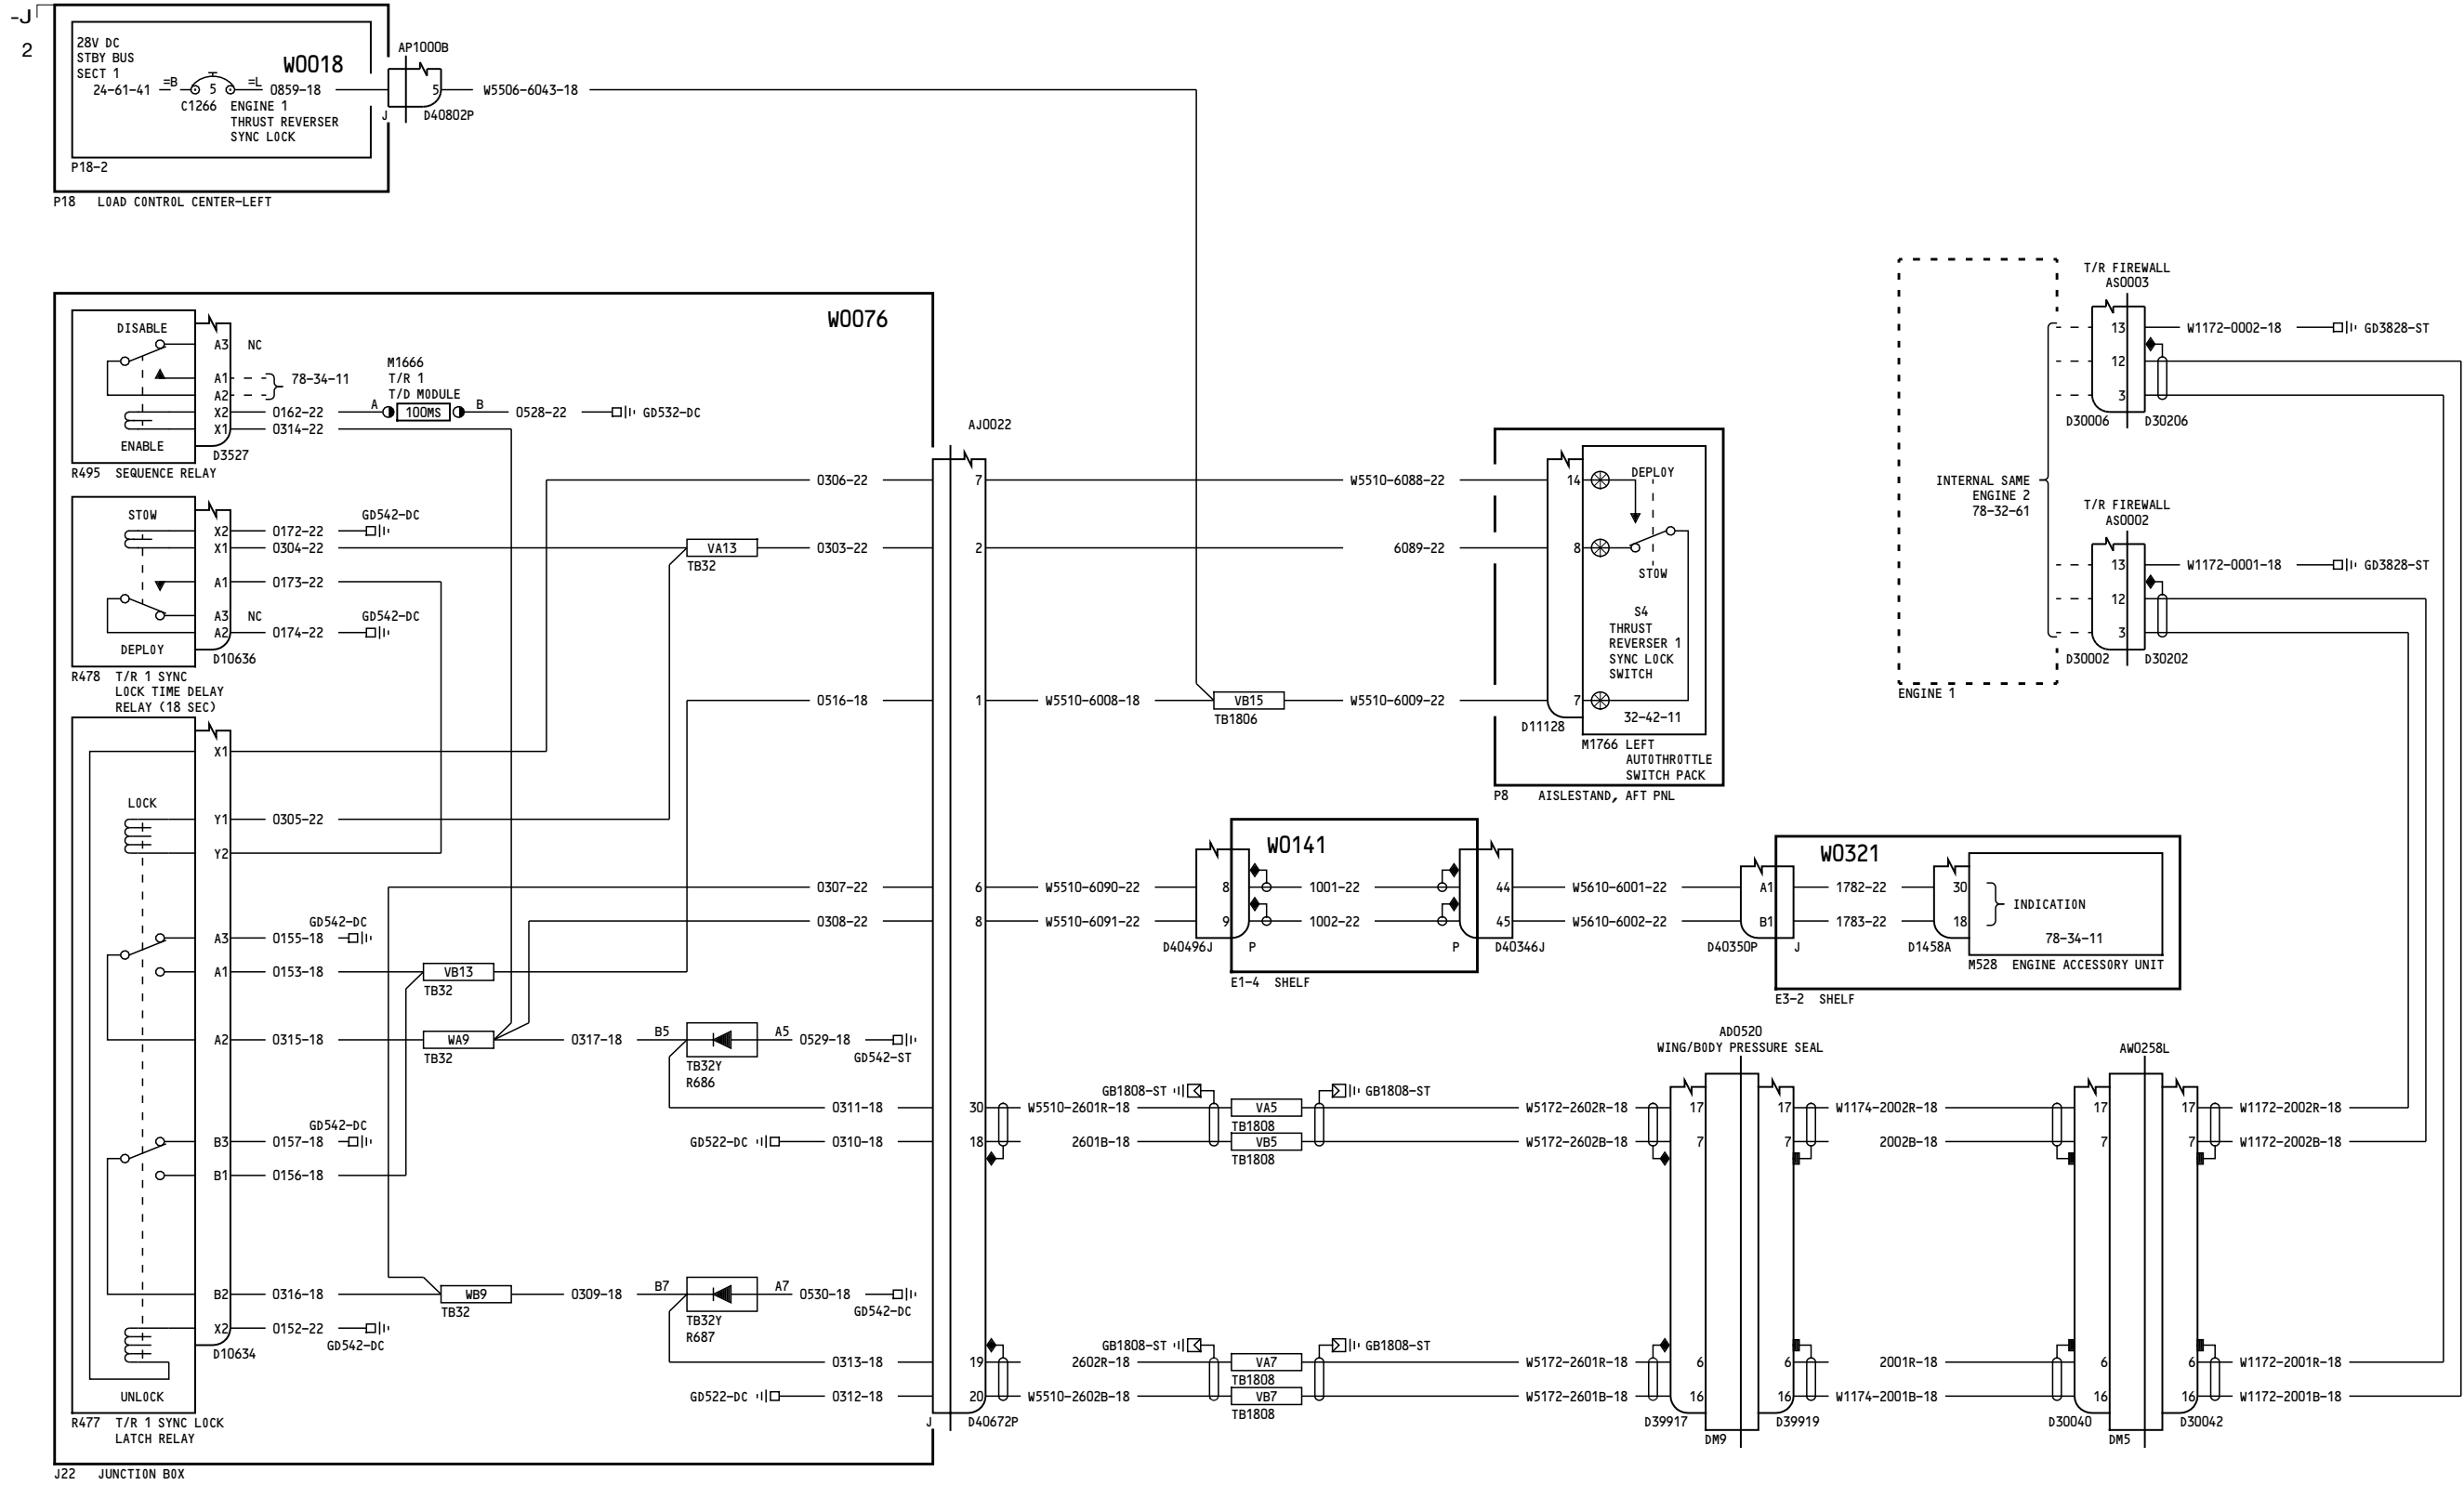 -J
2
28V DC
STBY BUS
SECT 1
24-61-41
=B
5
=L
C1266
W0018
0859-18
ENGINE 1
THRUST REVERSER
SYNC LOCK
P18-2
P18 LOAD CONTROL CENTER-LEFT
AP1000B
5
J
D40802P
W5506-6043-18
W0076
DISABLE
A3 NC
A1
A2
78-34-11
X2 0162-22
X1 0314-22
ENABLE
D3527
R495 SEQUENCE RELAY
M1666
T/R 1
T/D MODULE
A 100MS B
0528-22
GD532-DC
STOW
X2 0172-22
GD542-DC
X1 0304-22
A1 0173-22
A3 NC
GD542-DC
A2 0174-22
DEPLOY
D10636
R478 T/R 1 SYNC
LOCK TIME DELAY
RELAY (18 SEC)
VA13
TB32
0306-22
0303-22
0516-18
X1
LOCK
Y1 0305-22
Y2
0307-22
0308-22
GD542-DC
A3 0155-18
A1 0153-18
VB13
TB32
A2 0315-18
WA9
TB32
0317-18
B5 A5
TB32Y
R686
0529-18
GD542-ST
0311-18
GD522-DC
0310-18
GD542-DC
B3 0157-18
B1 0156-18
B2 0316-18
WB9
TB32
0309-18
B7 A7
TB32Y
R687
0530-18
GD542-DC
X2 0152-22
GD542-DC
D10634
UNLOCK
0313-18
GD522-DC
0312-18
R477 T/R 1 SYNC LOCK
LATCH RELAY
J22 JUNCTION BOX
AJ0022
7
2
1
6
8
30
18
19
20
J D40672P
W5510-6088-22
6089-22
W5510-6008-18
VB15
TB1806
W5510-6009-22
14
8
7
D11128
DEPLOY
STOW
S4
THRUST
REVERSER 1
SYNC LOCK
SWITCH
32-42-11
M1766 LEFT
AUTOTHROTTLE
SWITCH PACK
P8 AISLESTAND, AFT PNL
W5510-6090-22
W5510-6091-22
8
9
D40496J
P
W0141
1001-22
1002-22
44
45
P
D40346J
E1-4 SHELF
W5610-6001-22
W5610-6002-22
A1
B1
D40350P
J
W0321
1782-22
1783-22
30
18
D1458A
INDICATION
78-34-11
M528 ENGINE ACCESSORY UNIT
E3-2 SHELF
ENGINE 1
INTERNAL SAME
ENGINE 2
78-32-61
T/R FIREWALL
AS0003
13
12
3
D30006
D30206
W1172-0002-18
GD3828-ST
T/R FIREWALL
AS0002
13
12
3
D30002
D30202
W1172-0001-18
GD3828-ST
W5510-2601R-18
2601B-18
GB1808-ST
VA5
TB1808
VB5
TB1808
GB1808-ST
W5172-2602R-18
W5172-2602B-18
AD0520
WING/BODY PRESSURE SEAL
17
7
17
7
W1174-2002R-18
2002B-18
AW0258L
17
7
17
7
W1172-2002R-18
W1172-2002B-18
2602R-18
W5510-2602B-18
GB1808-ST
VA7
TB1808
VB7
TB1808
GB1808-ST
W5172-2601R-18
W5172-2601B-18
6
16
6
16
D39917
DM9
D39919
2001R-18
W1174-2001B-18
6
16
6
16
D30040
DM5
D30042
W1172-2001R-18
W1172-2001B-18